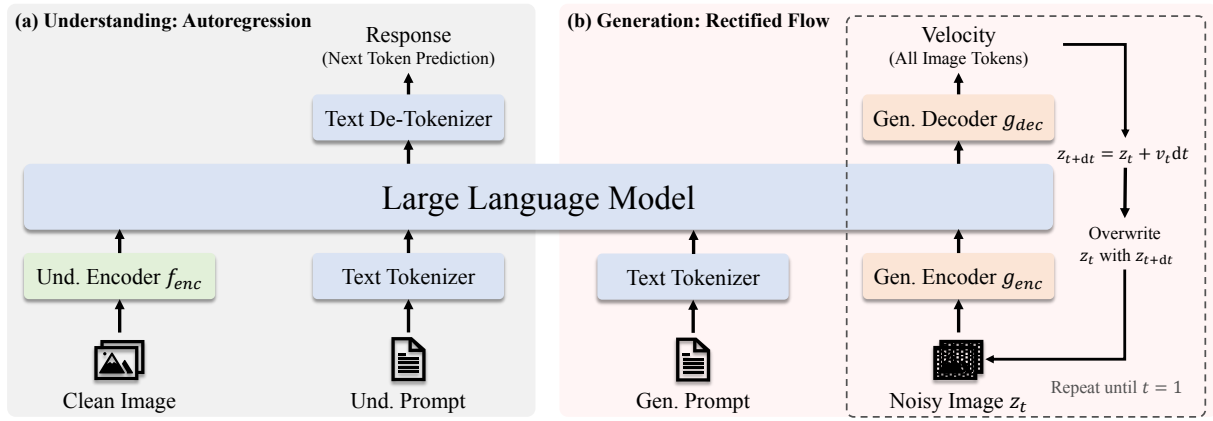 (a) Understanding: Autoregression
Response
(Next Token Prediction)
Text De-Tokenizer
Large Language Model
Und. Encoder f_enc
Text Tokenizer
Clean Image
Und. Prompt
(b) Generation: Rectified Flow
Velocity
(All Image Tokens)
Gen. Decoder g_dec
z_{t+dt} = z_t + v_t dt
Overwrite
z_t with z_{t+dt}
Text Tokenizer
Gen. Encoder g_enc
Gen. Prompt
Noisy Image z_t
Repeat until t = 1